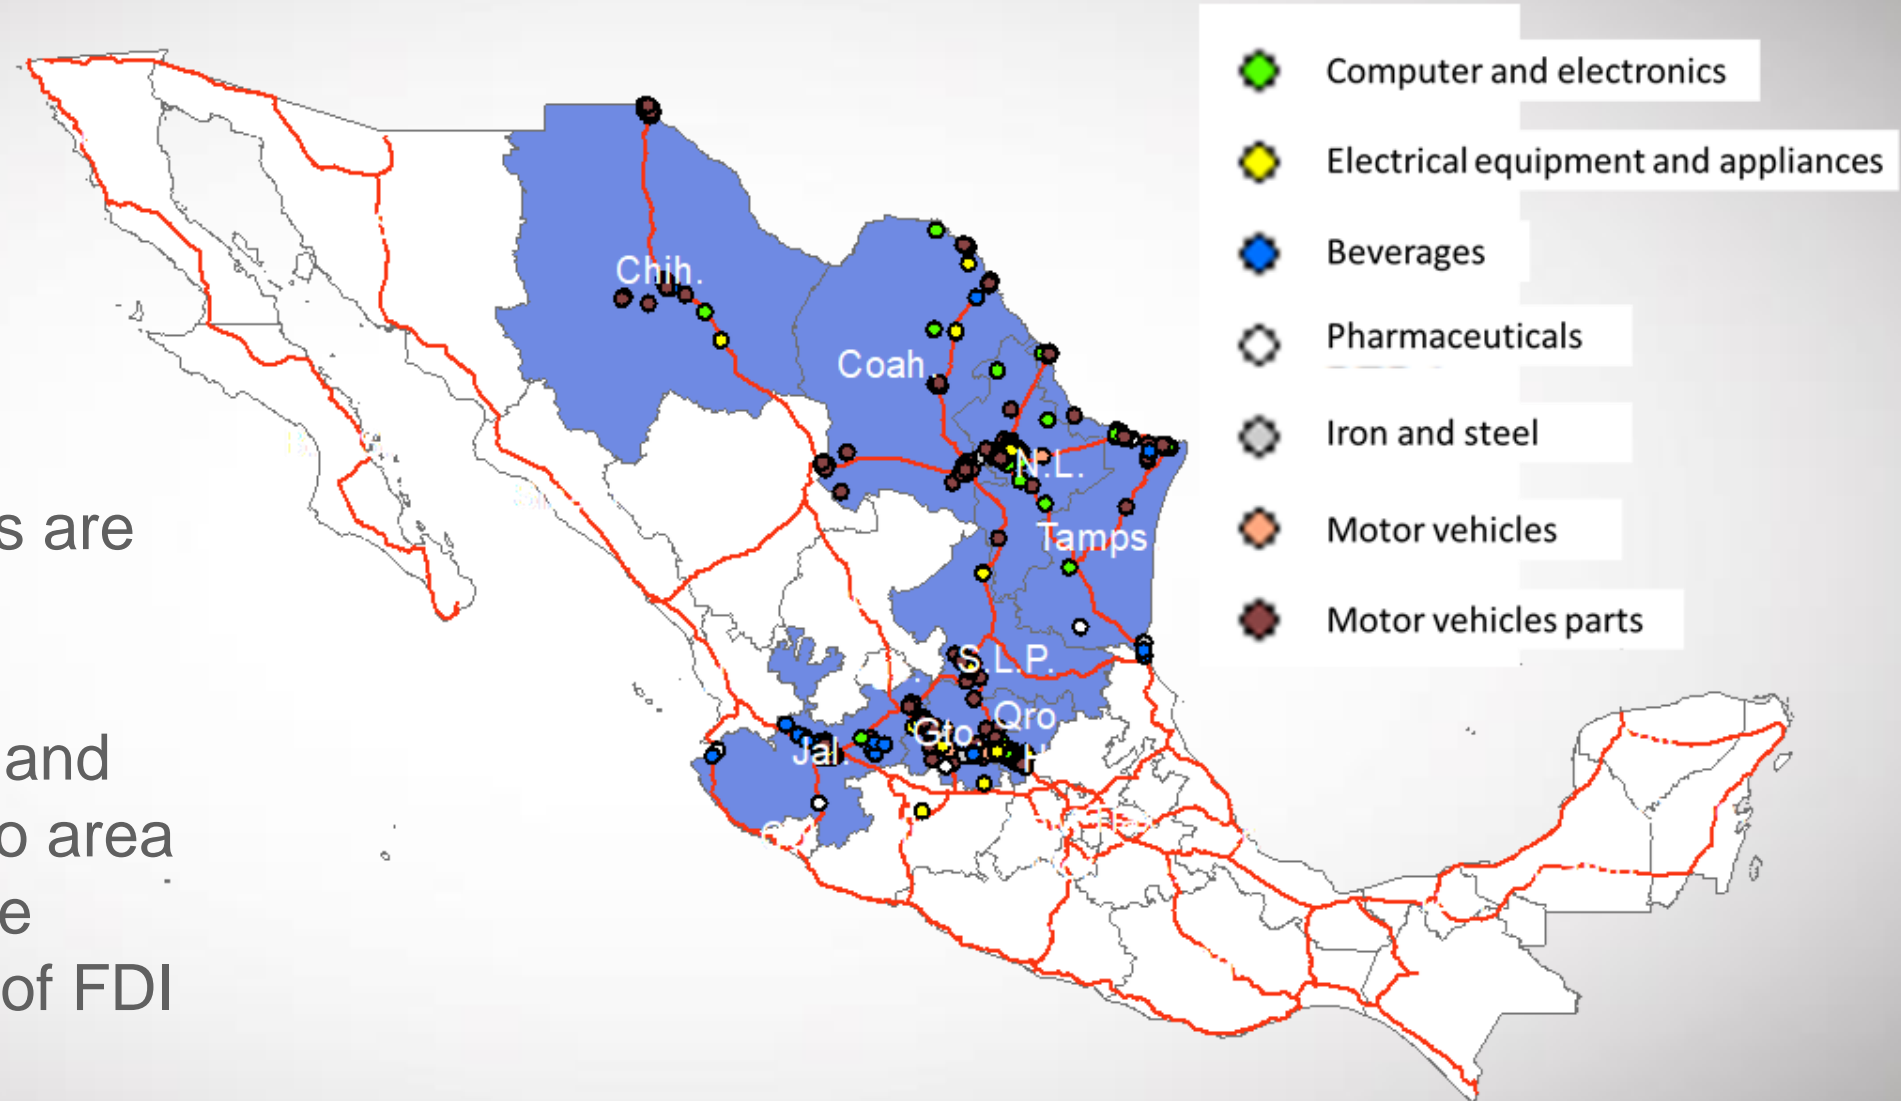 s are
and
o area
e
of FDI
Chih.
Coah.
N.L.
Tamps
S.L.P.
Qro
Gto.
Jal.
H
Computer and electronics
Electrical equipment and appliances
Beverages
Pharmaceuticals
Iron and steel
Motor vehicles
Motor vehicles parts